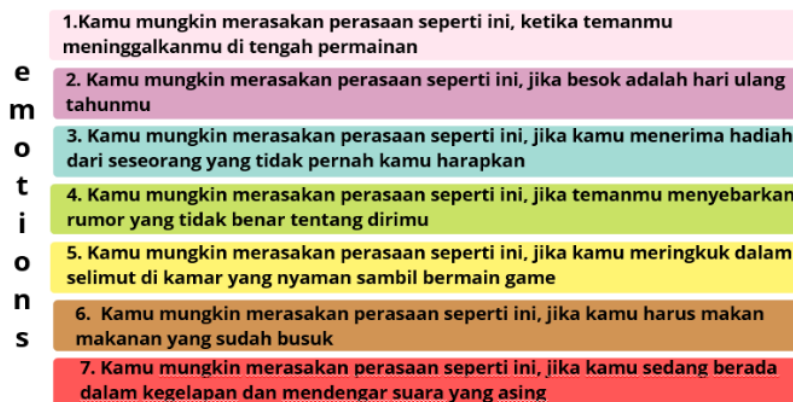 emotions
1.Kamu mungkin merasakan perasaan seperti ini, ketika temanmu
meninggalkanmu di tengah permainan
2. Kamu mungkin merasakan perasaan seperti ini, jika besok adalah hari ulang
tahunmu
3. Kamu mungkin merasakan perasaan seperti ini, jika kamu menerima hadiah
dari seseorang yang tidak pernah kamu harapkan
4. Kamu mungkin merasakan perasaan seperti ini, jika temanmu menyebarkan
rumor yang tidak benar tentang dirimu
5. Kamu mungkin merasakan perasaan seperti ini, jika kamu meringkuk dalam
selimut di kamar yang nyaman sambil bermain game
6. Kamu mungkin merasakan perasaan seperti ini, jika kamu harus makan
makanan yang sudah busuk
7. Kamu mungkin merasakan perasaan seperti ini, jika kamu sedang berada
dalam kegelapan dan mendengar suara yang asing